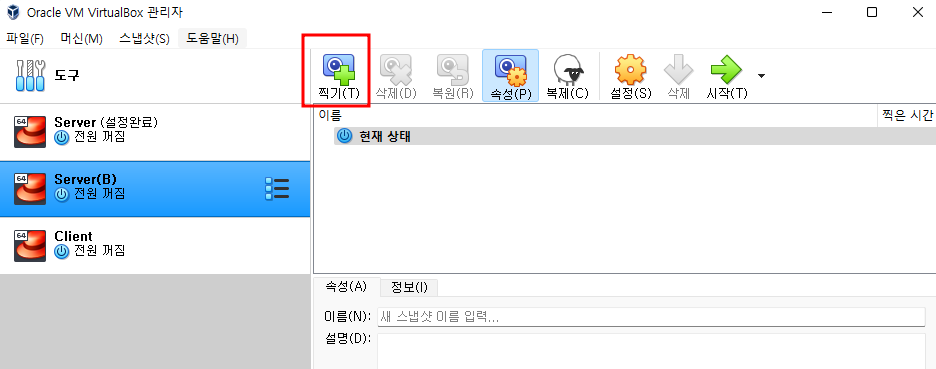 Oracle VM VirtualBox 관리자
파일(F) 머신(M) 스냅샷(S) 도움말(H)
도구
찍기(T) 삭제(D) 복원(R) 속성(P) 복제(C) 설정(S) 삭제 시작(T)
이름 찍은 시간
현재 상태
64
Server (설정완료)
전원 꺼짐
64
Server(B)
전원 꺼짐
64
Client
전원 꺼짐
속성(A) 정보(I)
이름(N): 새 스냅샷 이름 입력...
설명(D):